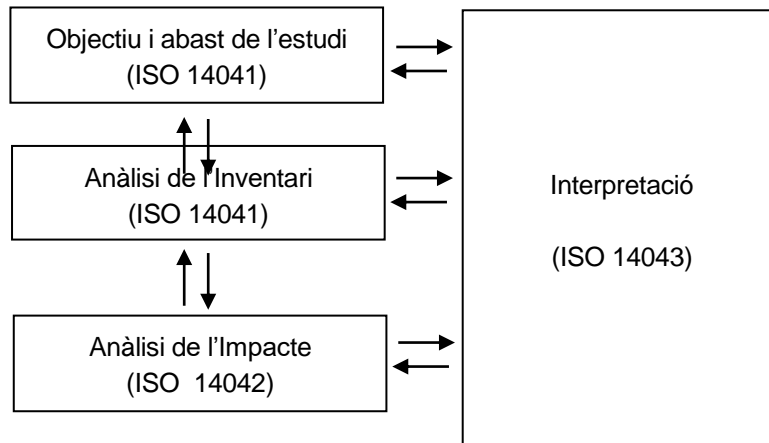 Objectiu i abast de l’estudi
(ISO 14041)
Anàlisi de l’Inventari
(ISO 14041)
Anàlisi de l’Impacte
(ISO  14042)
Interpretació
(ISO 14043)